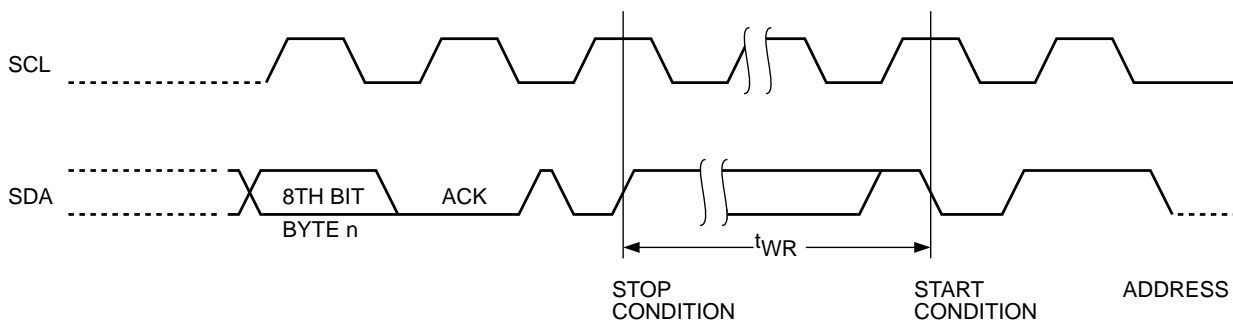 SCL
SDA
8TH BIT
ACK
BYTE n
tWR
STOP
CONDITION
START
CONDITION
ADDRESS